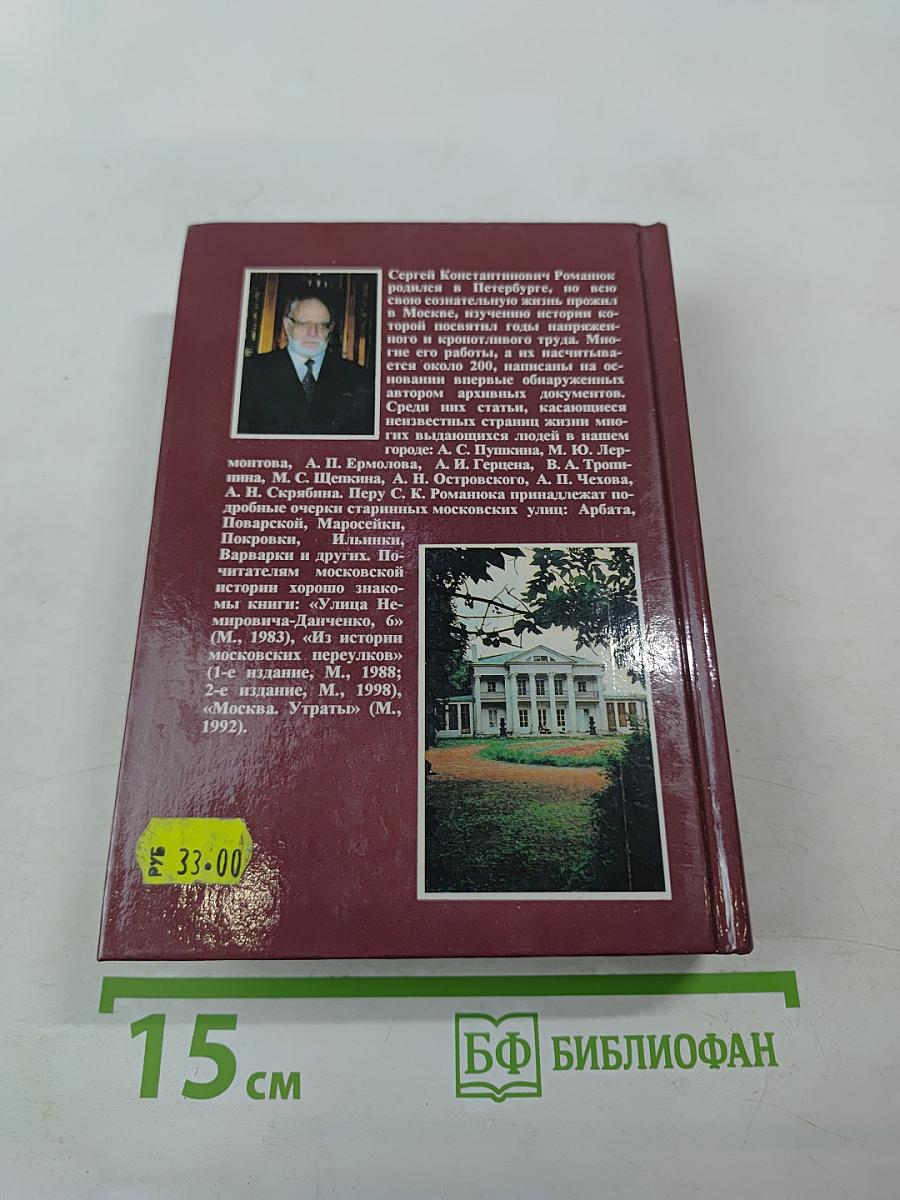 Сергей Константинович Романюк
родился в Петербурге, но всю
свою сознательную жизнь прожил
в Москве, изучению истории ко-
торой посвятил годы напряжен-
ного и кропотливого труда. Мно-
гие его работы, а их насчитыва-
ется около 200, написаны на ос-
новании впервые обнаруженных
автором архивных документов.
Среди них статьи, касающиеся
неизвестных страниц жизни мно-
гих выдающихся людей в нашем
городе: А. С. Пушкина, М. Ю. Лер-
монтова, А. П. Ермолова, А. И. Герцена, В. А. Тропи-
нина, М. С. Щепкина, А. Н. Островского, А. П. Чехова,
А. Н. Скрябина. Перу С. К. Романюка принадлежат по-
дробные очерки старинных московских улиц: Арбата,
Поварской, Маросейки,
Покровки, Ильинки,
Варварки и других. По-
читателям московской
истории хорошо знако-
мы книги: «Улица Не-
мировича-Данченко, 6»
(М., 1983), «Из истории
московских переулков»
(1-е издание, М., 1988;
2-е издание, М., 1998),
«Москва. Утраты» (М.,
1992).
РУБ 33.00
15 см
БФ БИБЛИОФАН